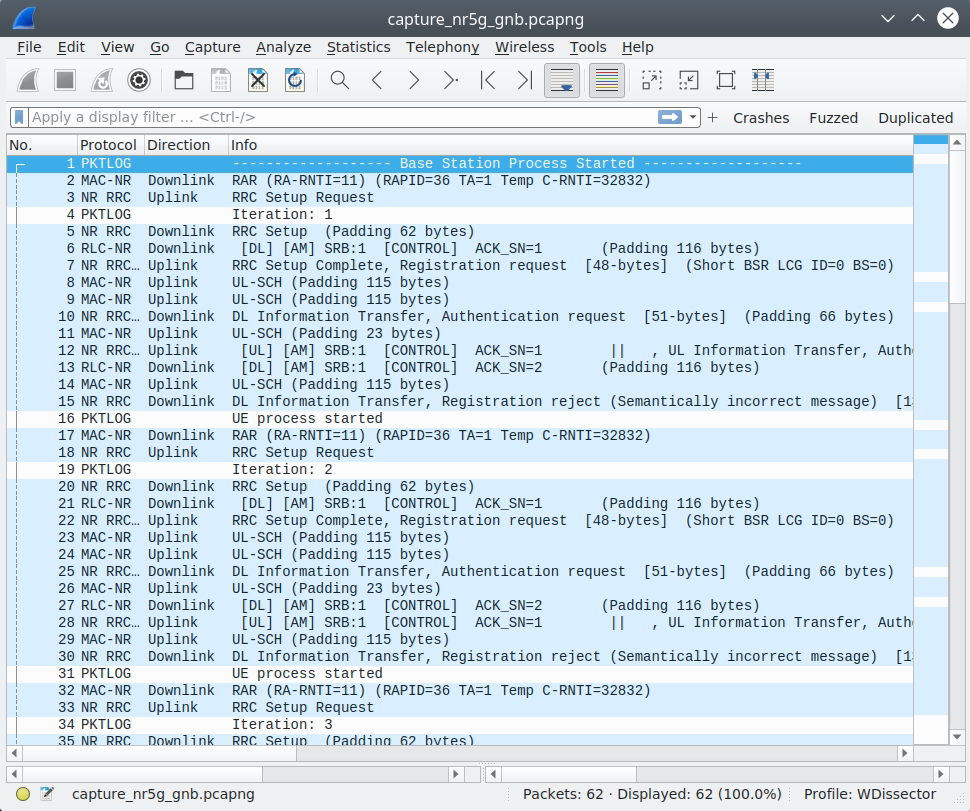 capture_nr5g_gnb.pcapng
File Edit View Go Capture Analyze Statistics Telephony Wireless Tools Help
Apply a display filter ... <Ctrl-/> + Crashes Fuzzed Duplicated
No. Protocol Direction Info
1 PKTLOG ------------------- Base Station Process Started -------------------
2 MAC-NR Downlink RAR (RA-RNTI=11) (RAPID=36 TA=1 Temp C-RNTI=32832)
3 NR RRC Uplink RRC Setup Request
4 PKTLOG Iteration: 1
5 NR RRC Downlink RRC Setup (Padding 62 bytes)
6 RLC-NR Downlink [DL] [AM] SRB:1 [CONTROL] ACK_SN=1 (Padding 116 bytes)
7 NR RRC… Uplink RRC Setup Complete, Registration request [48-bytes] (Short BSR LCG ID=0 BS=0)
8 MAC-NR Uplink UL-SCH (Padding 115 bytes)
9 MAC-NR Uplink UL-SCH (Padding 115 bytes)
10 NR RRC… Downlink DL Information Transfer, Authentication request [51-bytes] (Padding 66 bytes)
11 MAC-NR Uplink UL-SCH (Padding 23 bytes)
12 NR RRC… Uplink [UL] [AM] SRB:1 [CONTROL] ACK_SN=1 || , UL Information Transfer, Auth
13 RLC-NR Downlink [DL] [AM] SRB:1 [CONTROL] ACK_SN=2 (Padding 116 bytes)
14 MAC-NR Uplink UL-SCH (Padding 115 bytes)
15 NR RRC Downlink DL Information Transfer, Registration reject (Semantically incorrect message) [1
16 PKTLOG UE process started
17 MAC-NR Downlink RAR (RA-RNTI=11) (RAPID=36 TA=1 Temp C-RNTI=32832)
18 NR RRC Uplink RRC Setup Request
19 PKTLOG Iteration: 2
20 NR RRC Downlink RRC Setup (Padding 62 bytes)
21 RLC-NR Downlink [DL] [AM] SRB:1 [CONTROL] ACK_SN=1 (Padding 116 bytes)
22 NR RRC… Uplink RRC Setup Complete, Registration request [48-bytes] (Short BSR LCG ID=0 BS=0)
23 MAC-NR Uplink UL-SCH (Padding 115 bytes)
24 MAC-NR Uplink UL-SCH (Padding 115 bytes)
25 NR RRC… Downlink DL Information Transfer, Authentication request [51-bytes] (Padding 66 bytes)
26 MAC-NR Uplink UL-SCH (Padding 23 bytes)
27 RLC-NR Downlink [DL] [AM] SRB:1 [CONTROL] ACK_SN=2 (Padding 116 bytes)
28 NR RRC… Uplink [UL] [AM] SRB:1 [CONTROL] ACK_SN=1 || , UL Information Transfer, Auth
29 MAC-NR Uplink UL-SCH (Padding 115 bytes)
30 NR RRC Downlink DL Information Transfer, Registration reject (Semantically incorrect message) [1
31 PKTLOG UE process started
32 MAC-NR Downlink RAR (RA-RNTI=11) (RAPID=36 TA=1 Temp C-RNTI=32832)
33 NR RRC Uplink RRC Setup Request
34 PKTLOG Iteration: 3
35 NR RRC Downlink RRC Setup (Padding 62 bytes)
capture_nr5g_gnb.pcapng Packets: 62 · Displayed: 62 (100.0%) Profile: WDissector